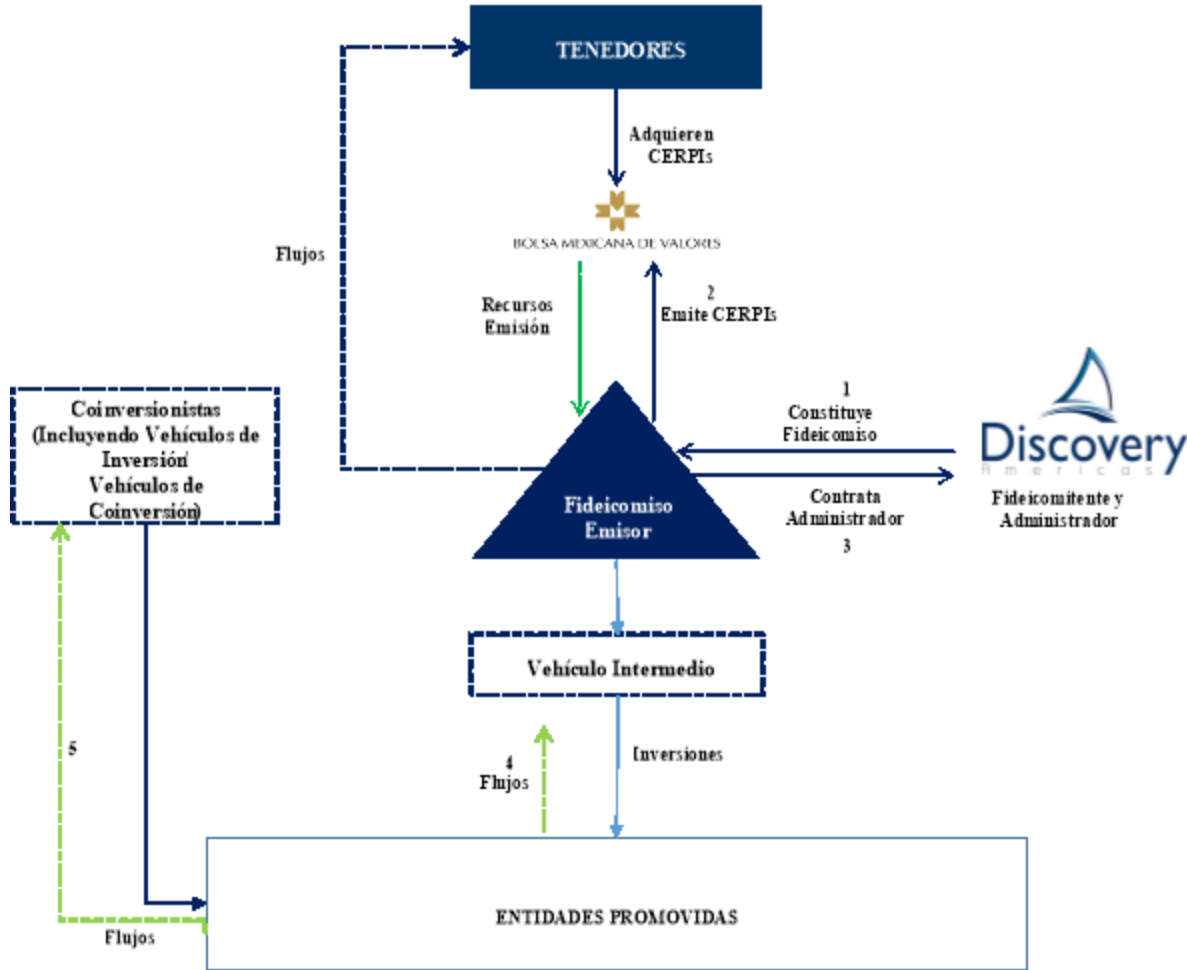 TENEDORES
Adquieren
CERPIs
BOLSA MEXICANA DE VALORES
Flujos
Recursos
Emisión
2
Emite CERPIs
Coinversionistas
(Incluyendo Vehículos de
Inversión
Vehículos de
Coinversión)
1
Constituye
Fideicomiso
Discovery
Americas
Fideicomitente y
Administrador
Fideicomiso
Emisor
Contrata
Administrador
3
Vehículo Intermedio
5
4
Flujos
Inversiones
ENTIDADES PROMOVIDAS
Flujos